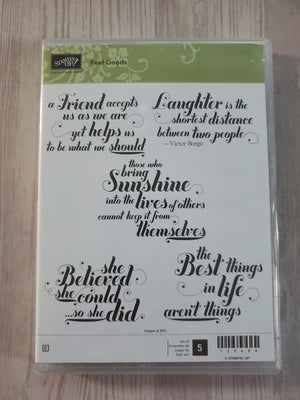 STAMPIN' UP!
Feel Goods
a Friend accepts
us as we are
yet helps us
to be what we should
Laughter is the
shortest distance
between two people
– Victor Borge
those who
bring
Sunshine
into the lives of others
cannot keep it from
themselves
she
Believed
she could
...so she did
the
Best things
in life
aren't things
5
© STAMPIN' UP!